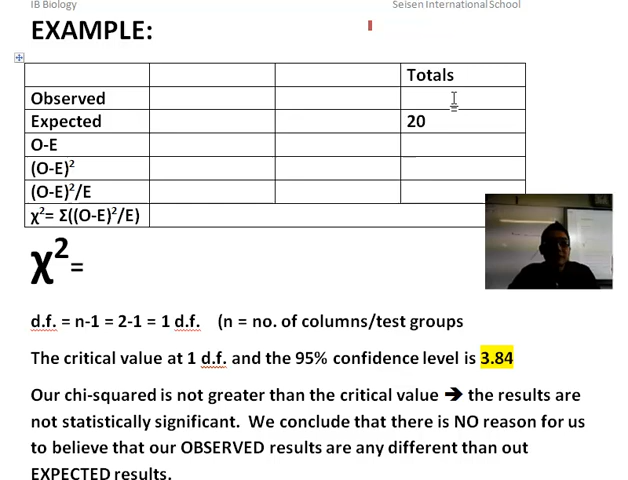 IB Biology Seisen International School
EXAMPLE:
Totals
Observed
Expected 20
O-E
(O-E)²
(O-E)²/E
χ²= Σ((O-E)²/E)
χ²=
d.f. = n-1 = 2-1 = 1 d.f. (n = no. of columns/test groups
The critical value at 1 d.f. and the 95% confidence level is 3.84
Our chi-squared is not greater than the critical value ➔ the results are
not statistically significant. We conclude that there is NO reason for us
to believe that our OBSERVED results are any different than out
EXPECTED results.